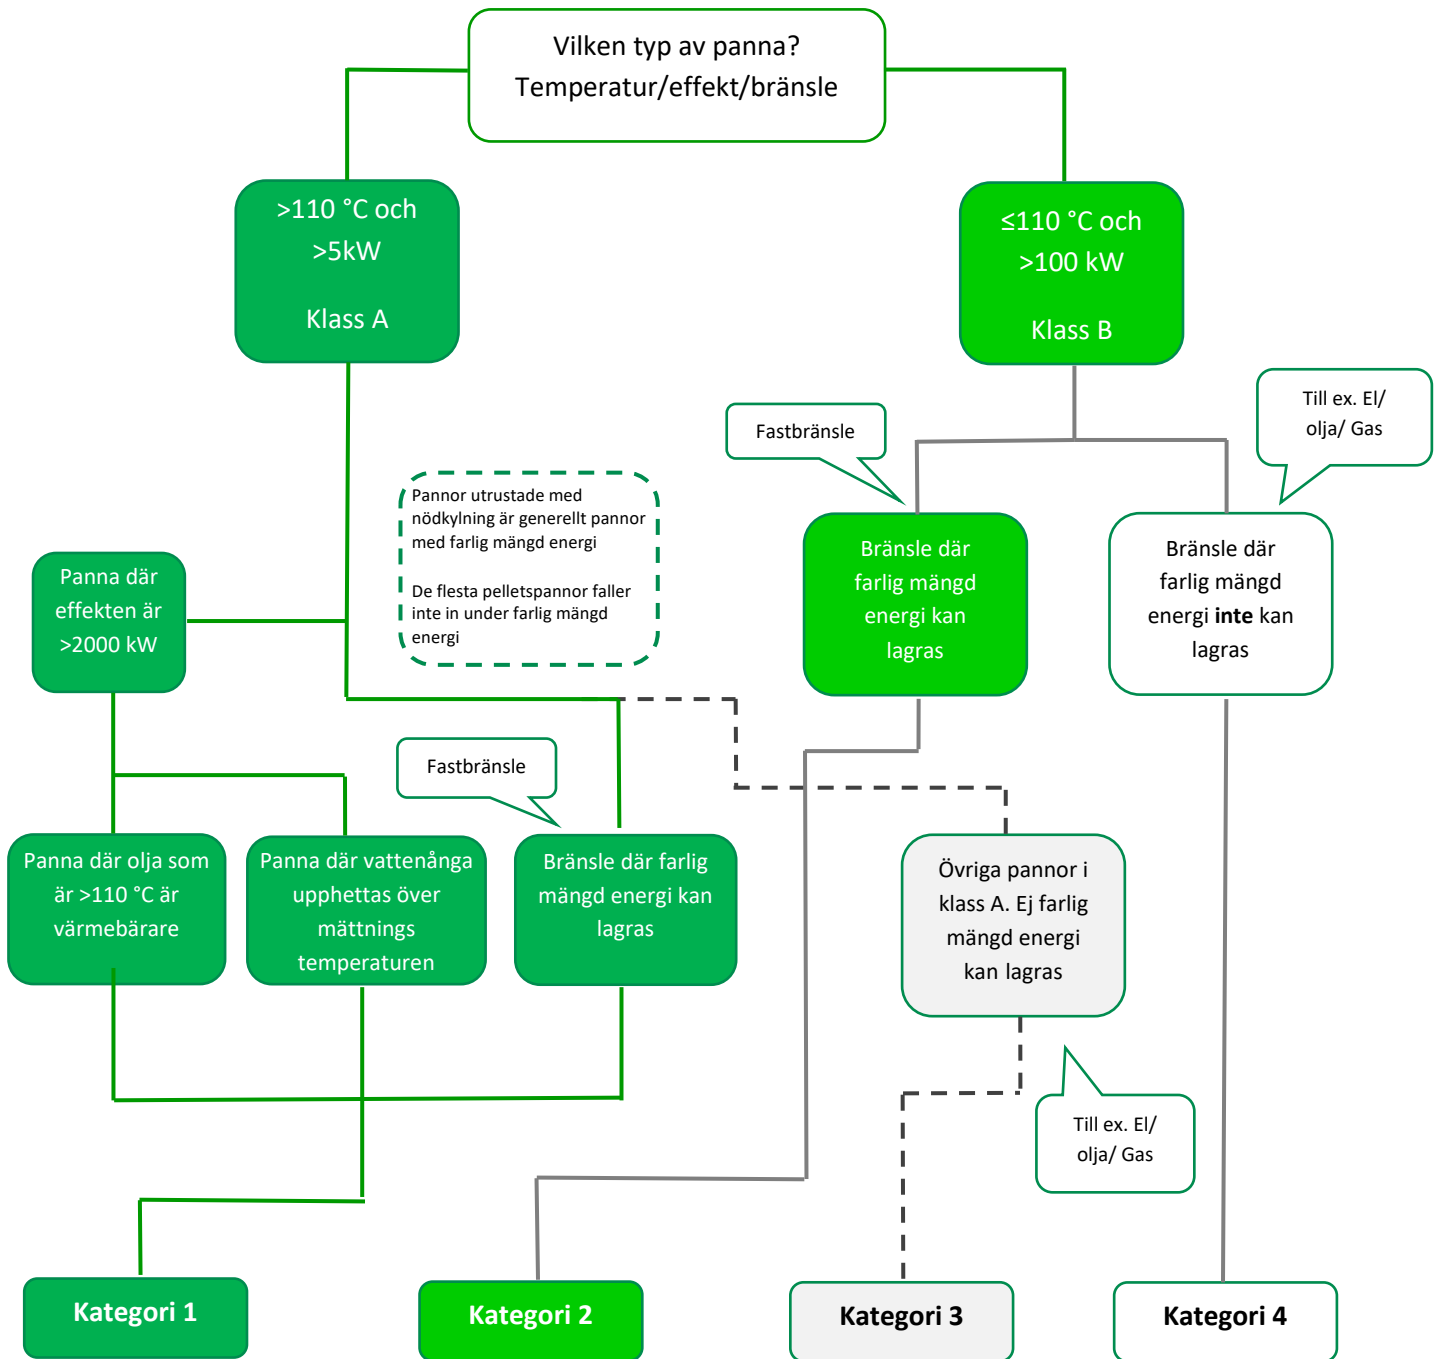 Vilken typ av panna?
Temperatur/effekt/bränsle
>110 °C och
>5kW
Klass A
≤110 °C och
>100 kW
Klass B
Till ex. El/
olja/ Gas
Fastbränsle
Pannor utrustade med
nödkylning är generellt pannor
med farlig mängd energi
De flesta pelletspannor faller
inte in under farlig mängd
energi
Bränsle där
farlig mängd
energi kan
lagras
Bränsle där
farlig mängd
energi inte kan
lagras
Panna där
effekten är
>2000 kW
Fastbränsle
Panna där olja som
är >110 °C är
värmebärare
Panna där vattenånga
upphettas över
mättnings
temperaturen
Bränsle där farlig
mängd energi kan
lagras
Övriga pannor i
klass A. Ej farlig
mängd energi
kan lagras
Till ex. El/
olja/ Gas
Kategori 1
Kategori 2
Kategori 3
Kategori 4